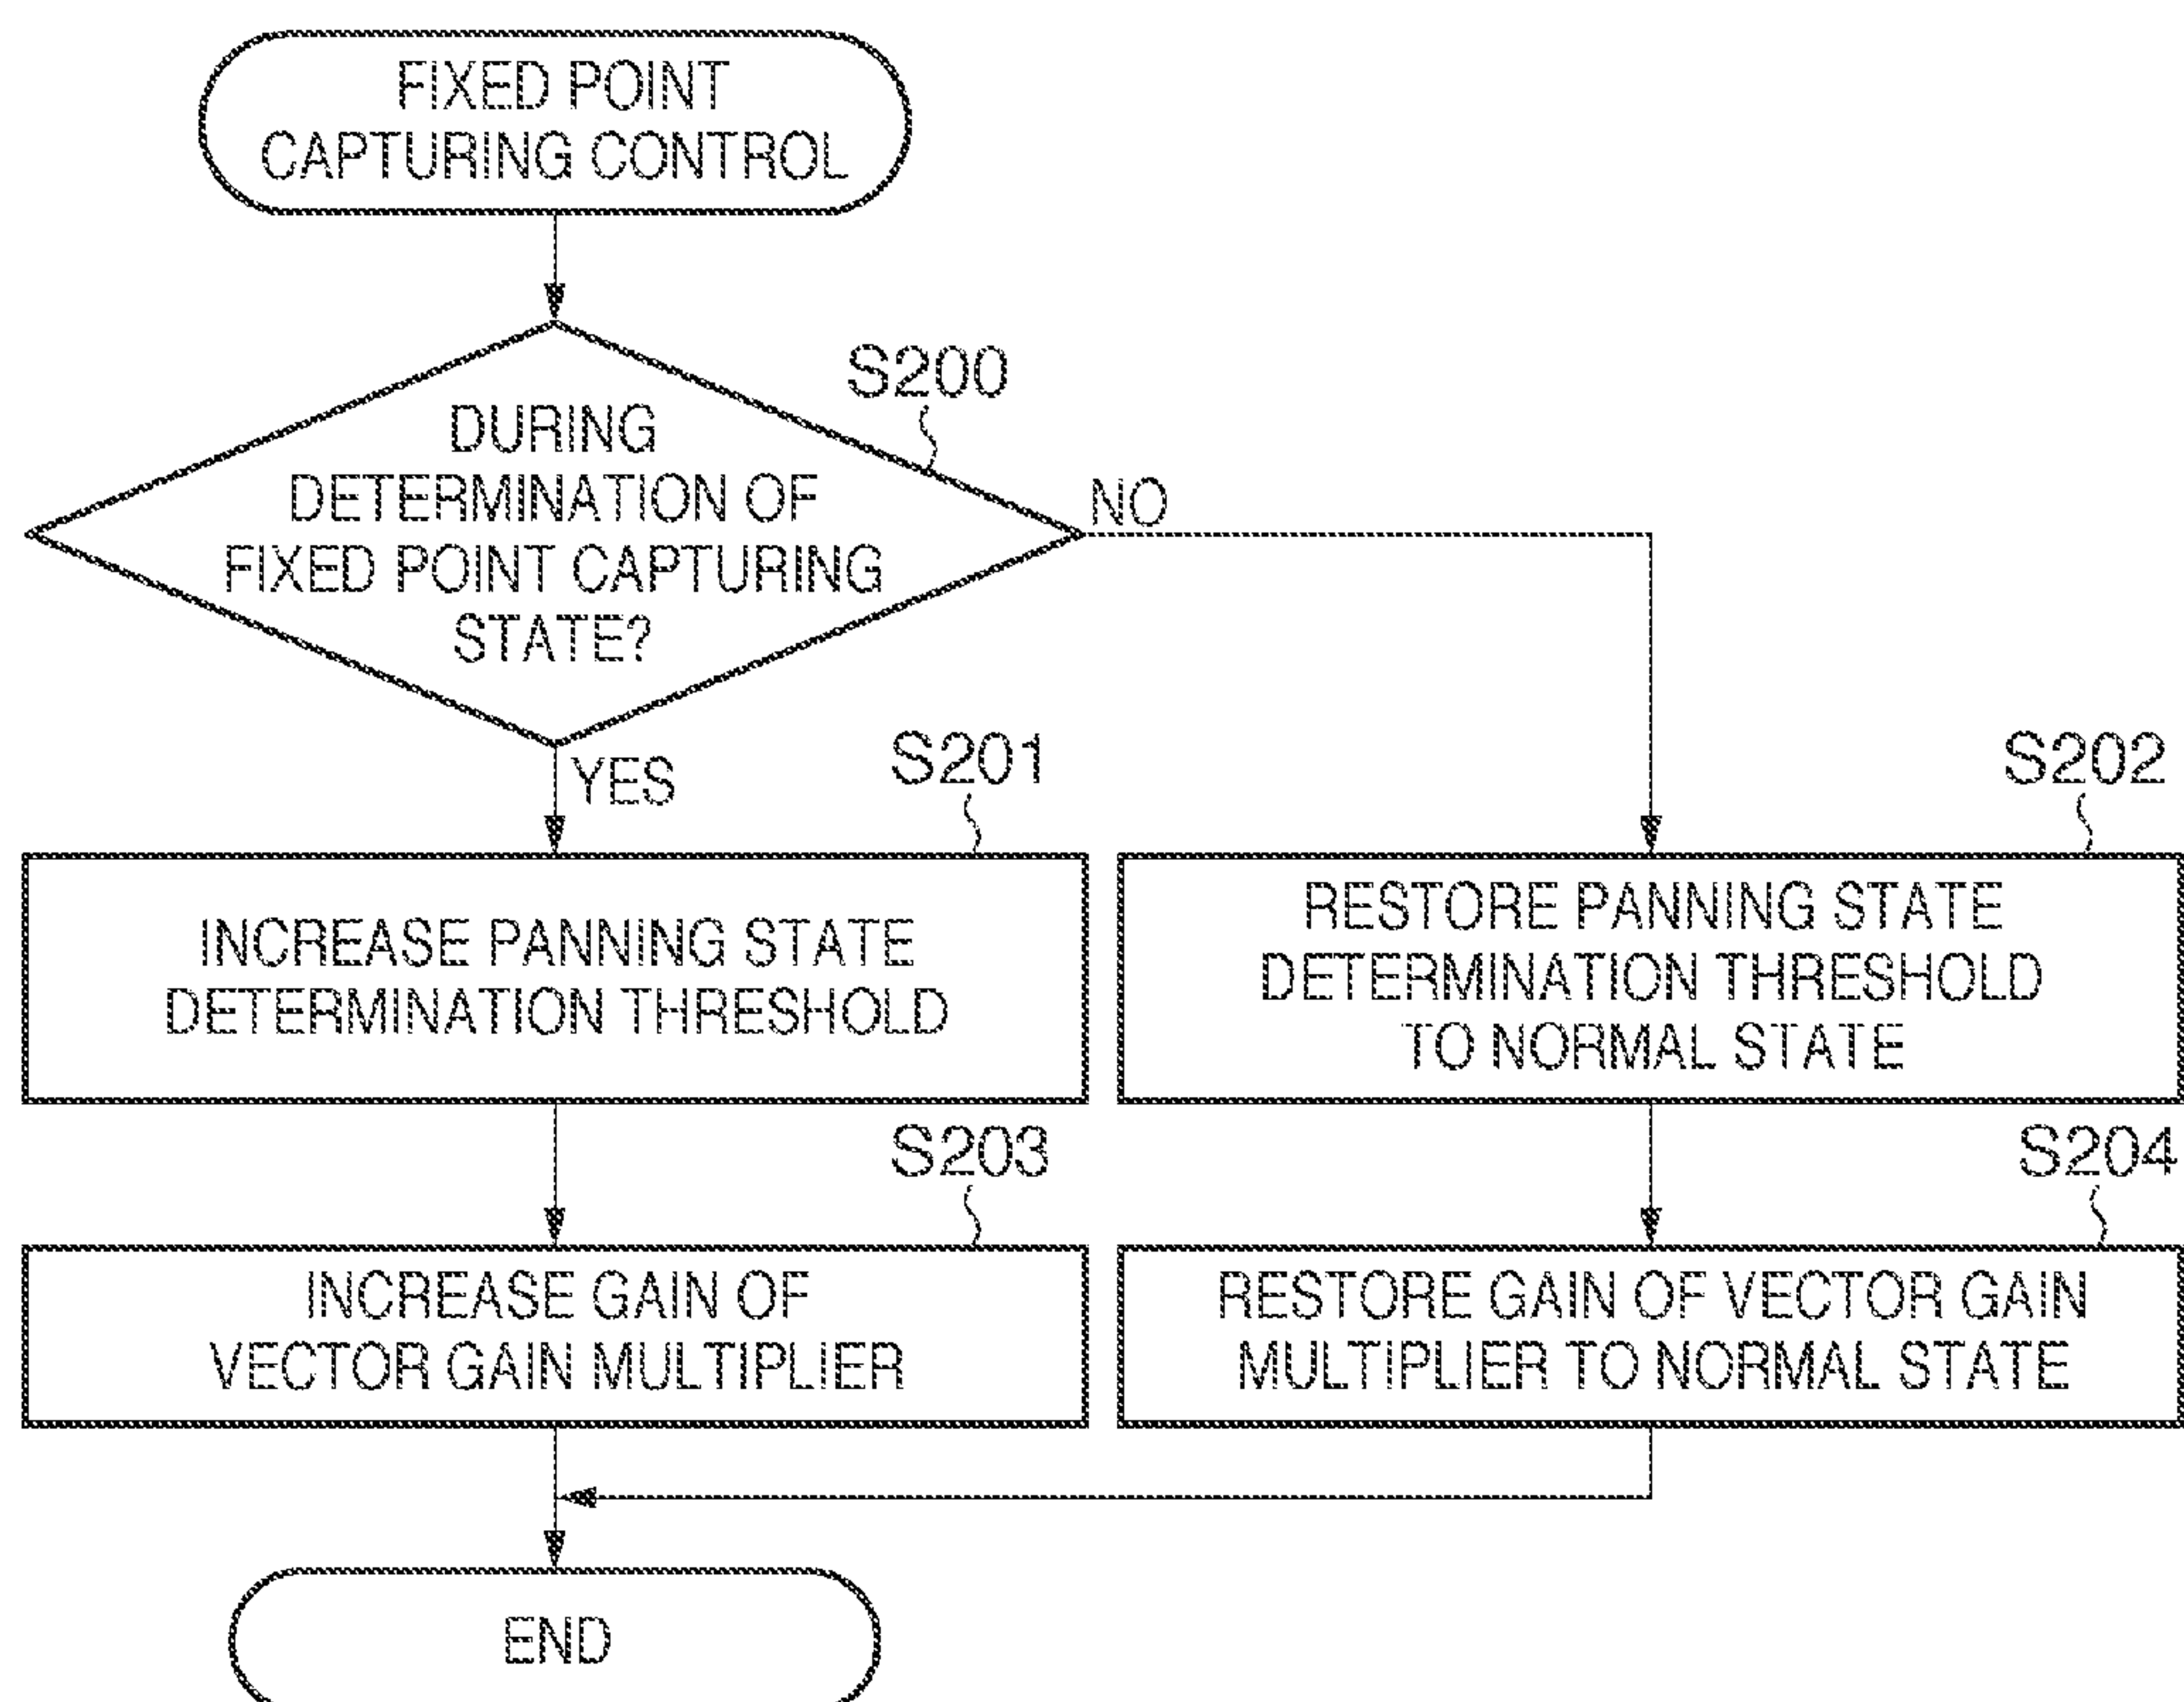 FIXED POINT
CAPTURING CONTROL
S200
DURING
DETERMINATION OF
FIXED POINT CAPTURING
STATE?
NO
YES
S201
INCREASE PANNING STATE
DETERMINATION THRESHOLD
S202
RESTORE PANNING STATE
DETERMINATION THRESHOLD
TO NORMAL STATE
S203
INCREASE GAIN OF
VECTOR GAIN MULTIPLIER
S204
RESTORE GAIN OF VECTOR GAIN
MULTIPLIER TO NORMAL STATE
END